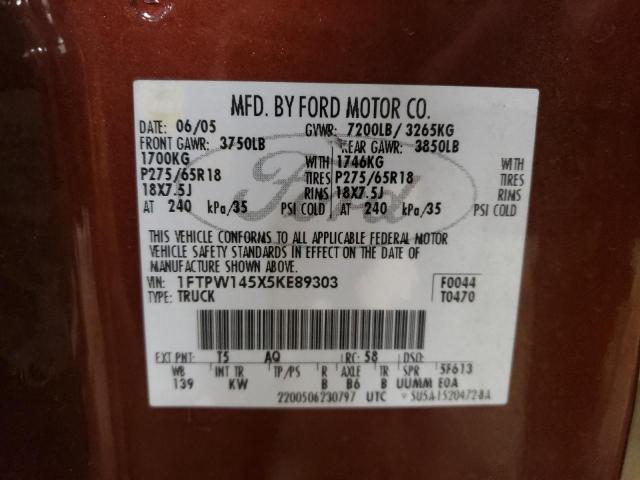 MFD. BY FORD MOTOR CO.
DATE: 06/05 GVWR: 7200LB/ 3265KG
FRONT GAWR: 3750LB REAR GAWR: 3850LB
1700KG WITH 1746KG WITH
P275/65R18 TIRES P275/65R18 TIRES
18X7.5J RIMS 18X7.5J RIMS
AT 240 kPa/35 PSI COLD AT 240 kPa/35 PSI COLD
Ford
THIS VEHICLE CONFORMS TO ALL APPLICABLE FEDERAL MOTOR
VEHICLE SAFETY STANDARDS IN EFFECT ON THE DATE OF
MANUFACTURE SHOWN ABOVE.
VIN: 1FTPW145X5KE89303 F0044
TYPE: TRUCK T0470
EXT PNT: T5 AQ RC: 58 DSO:
WB INT TR TP/PS R AXLE TR SPR 5F613
139 KW B B6 B UUMM E0A
2200506230797 UTC 5U5A-1520472-BA